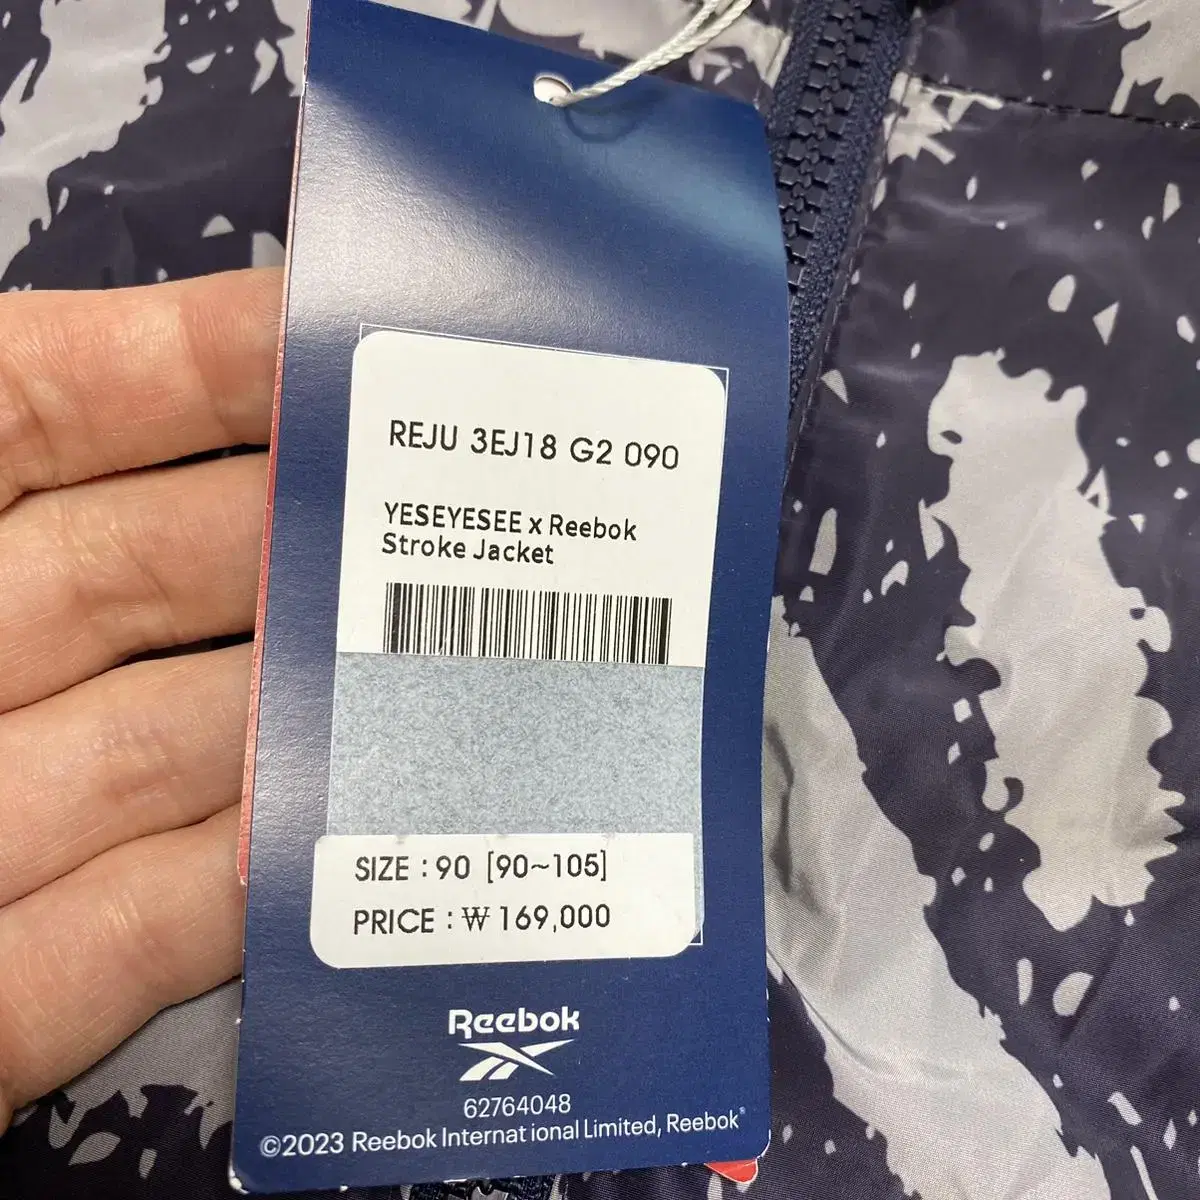 REJU 3EJ18 G2 090
YESEYESEE x Reebok
Stroke Jacket
SIZE : 90 [90~105]
PRICE : ₩ 169,000
Reebok
62764048
©2023 Reebok International Limited, Reebok®